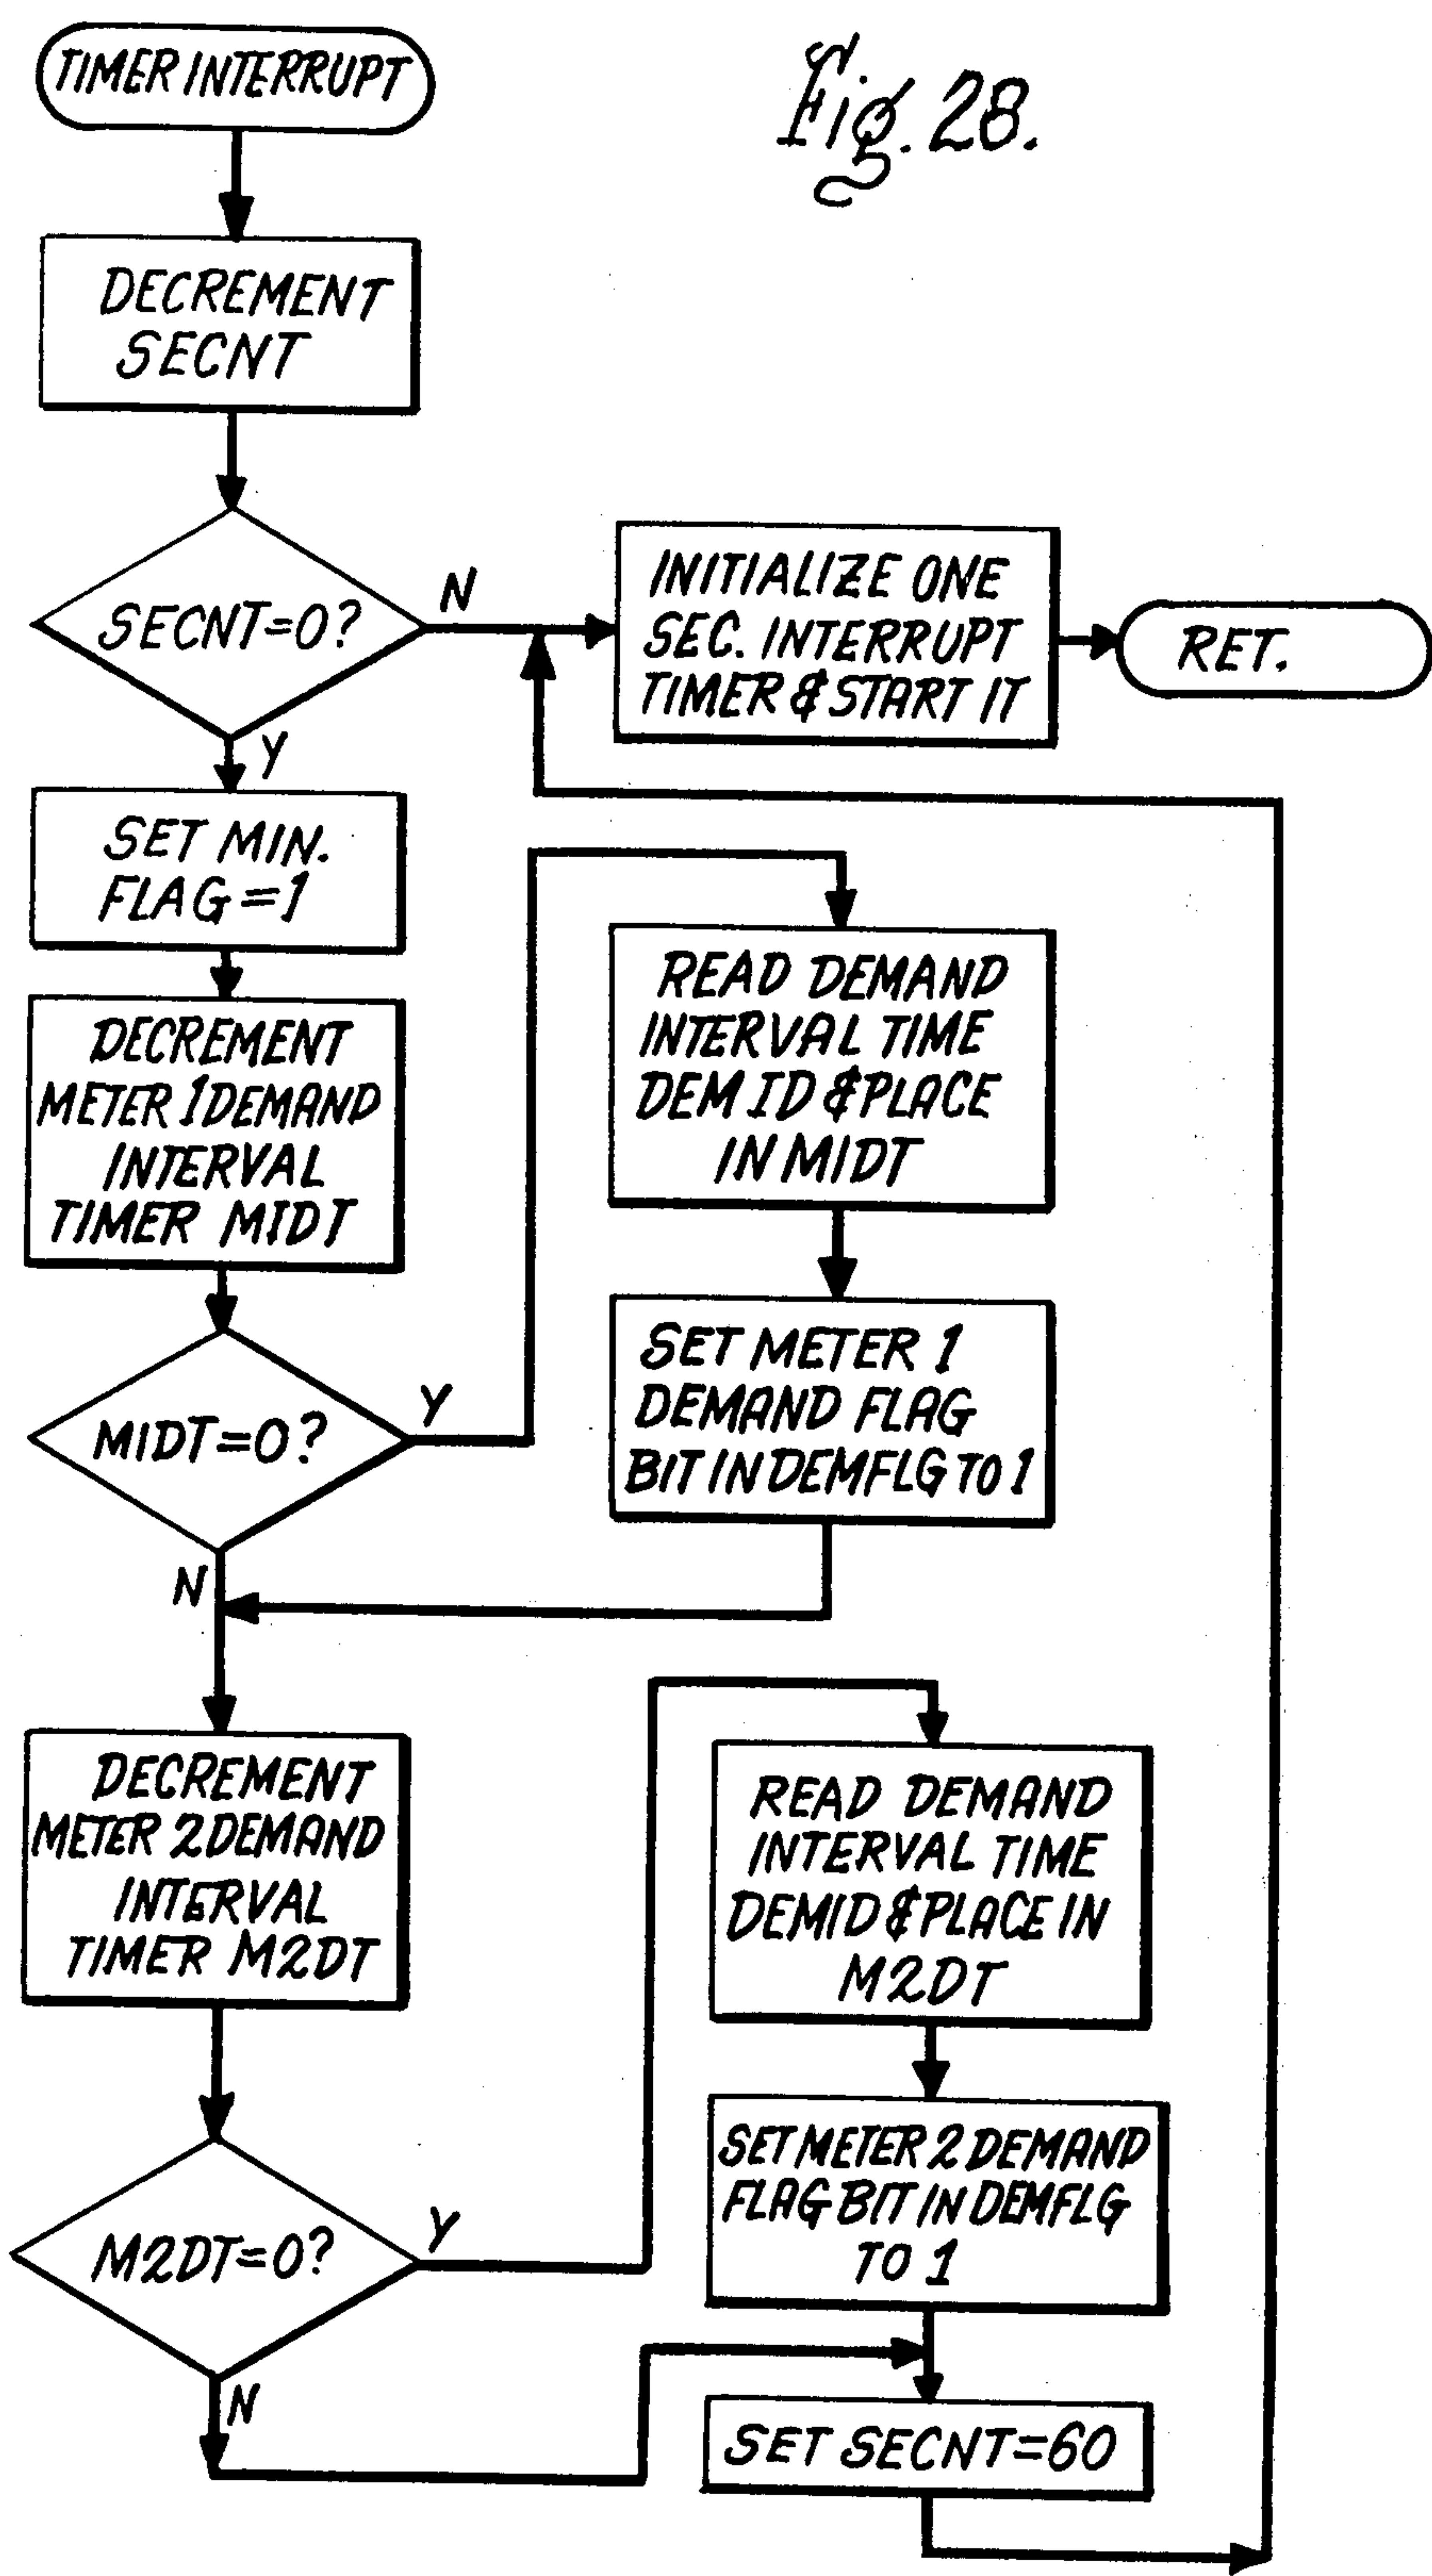 TIMER INTERRUPT
Fig. 28.
DECREMENT
SECNT
SECNT=0?
N
Y
INITIALIZE ONE
SEC. INTERRUPT
TIMER & START IT
RET.
SET MIN.
FLAG=1
DECREMENT
METER 1 DEMAND
INTERVAL
TIMER M1DT
M1DT=0?
Y
N
READ DEMAND
INTERVAL TIME
DEM ID & PLACE
IN M1DT
SET METER 1
DEMAND FLAG
BIT IN DEMFLG TO 1
DECREMENT
METER 2 DEMAND
INTERVAL
TIMER M2DT
M2DT=0?
Y
N
READ DEMAND
INTERVAL TIME
DEMID & PLACE IN
M2DT
SET METER 2 DEMAND
FLAG BIT IN DEMFLG
TO 1
SET SECNT=60